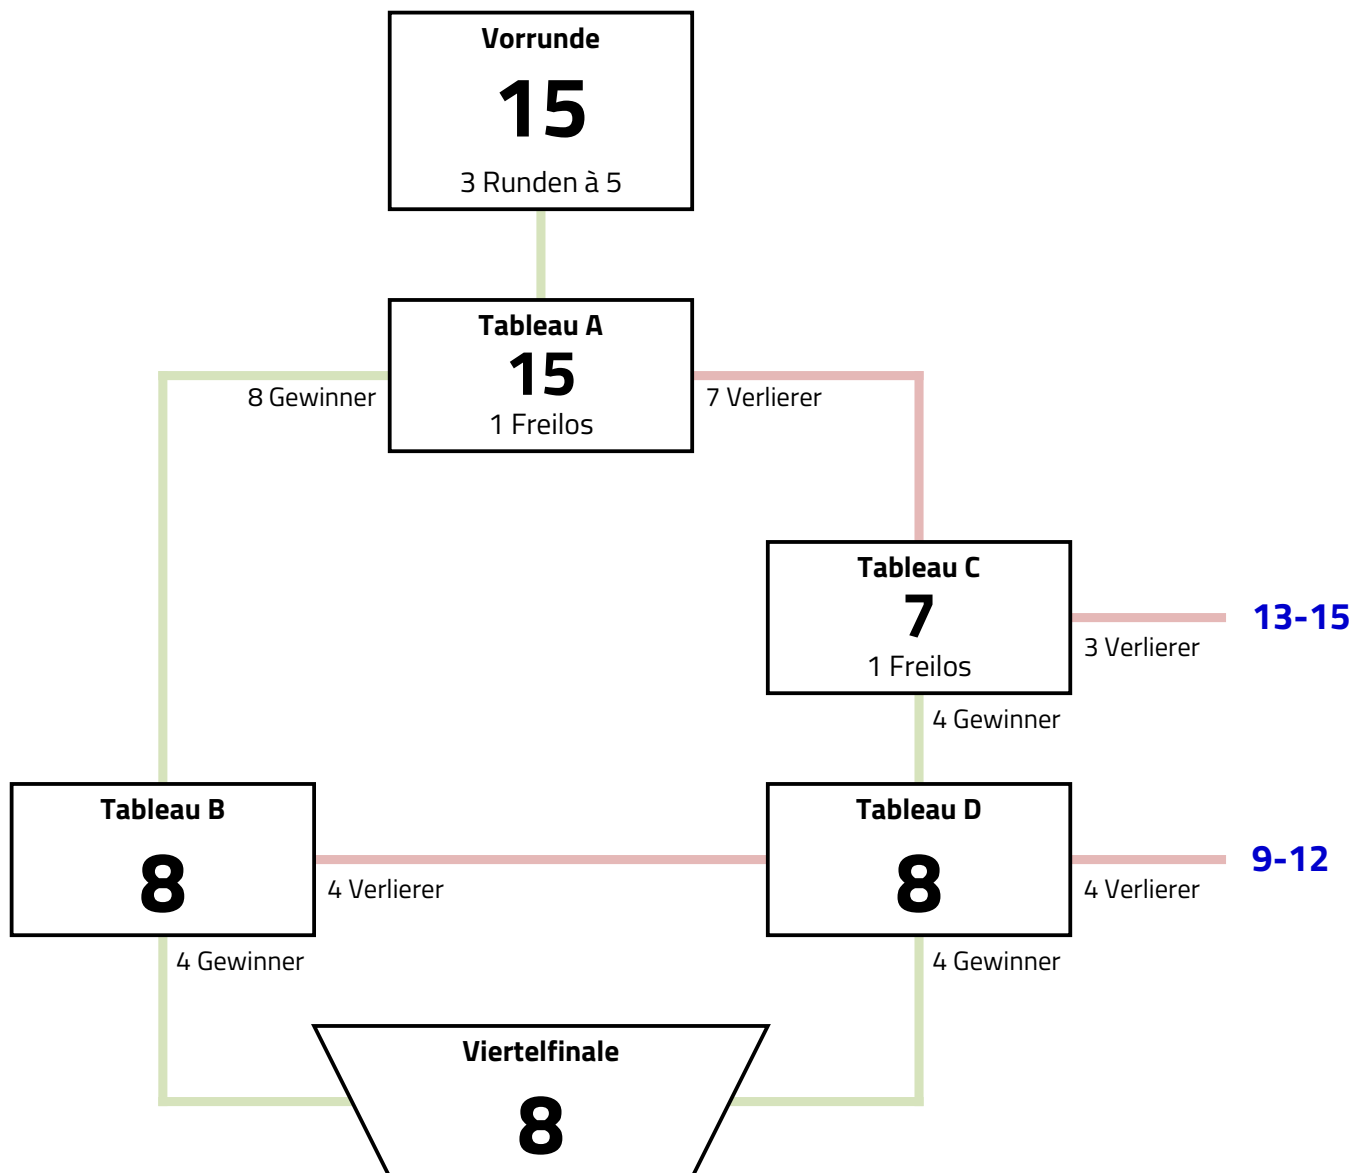 Vorrunde
15
3 Runden à 5
Tableau A
15
1 Freilos
8 Gewinner
7 Verlierer
Tableau C
7
1 Freilos
3 Verlierer
13-15
4 Gewinner
Tableau B
8
4 Verlierer
4 Gewinner
Tableau D
8
4 Verlierer
9-12
4 Gewinner
Viertelfinale
8